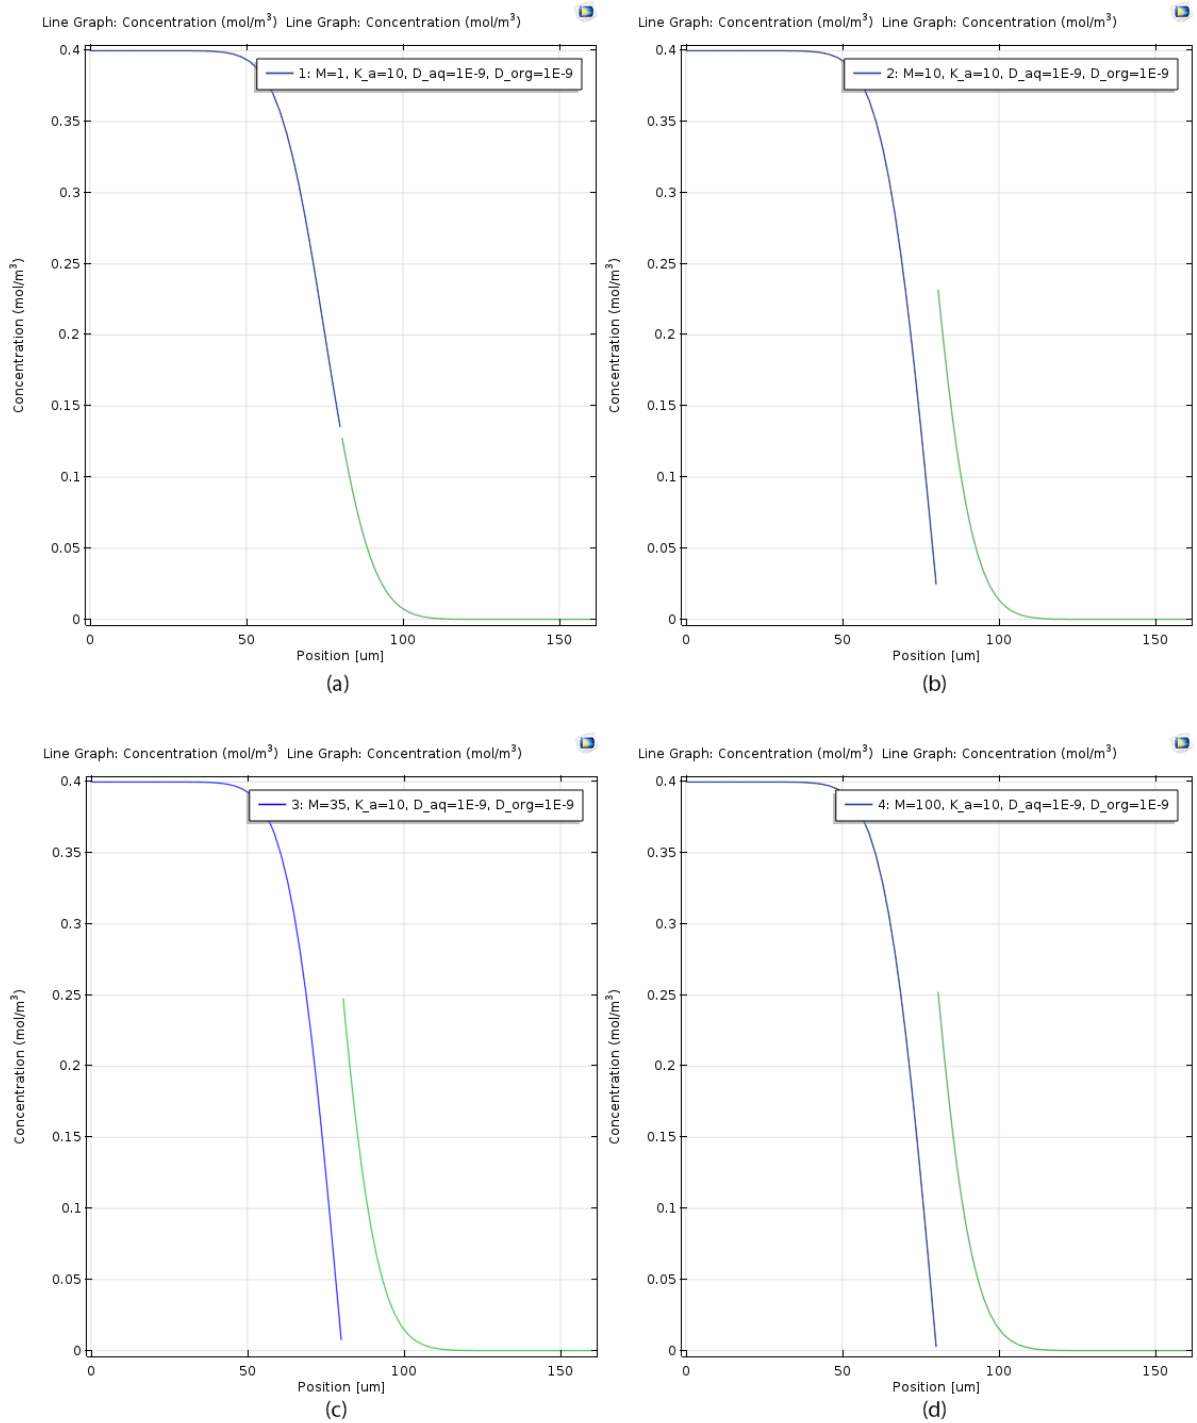 Line Graph: Concentration (mol/m³) Line Graph: Concentration (mol/m³)
0.4
0.35
0.3
0.25
0.2
0.15
0.1
0.05
0
Concentration (mol/m³)
1: M=1, K_a=10, D_aq=1E-9, D_org=1E-9
0 50 100 150
Position [um]
(a)
Line Graph: Concentration (mol/m³) Line Graph: Concentration (mol/m³)
0.4
0.35
0.3
0.25
0.2
0.15
0.1
0.05
0
Concentration (mol/m³)
2: M=10, K_a=10, D_aq=1E-9, D_org=1E-9
0 50 100 150
Position [um]
(b)
Line Graph: Concentration (mol/m³) Line Graph: Concentration (mol/m³)
0.4
0.35
0.3
0.25
0.2
0.15
0.1
0.05
0
Concentration (mol/m³)
3: M=35, K_a=10, D_aq=1E-9, D_org=1E-9
0 50 100 150
Position [um]
(c)
Line Graph: Concentration (mol/m³) Line Graph: Concentration (mol/m³)
0.4
0.35
0.3
0.25
0.2
0.15
0.1
0.05
0
Concentration (mol/m³)
4: M=100, K_a=10, D_aq=1E-9, D_org=1E-9
0 50 100 150
Position [um]
(d)